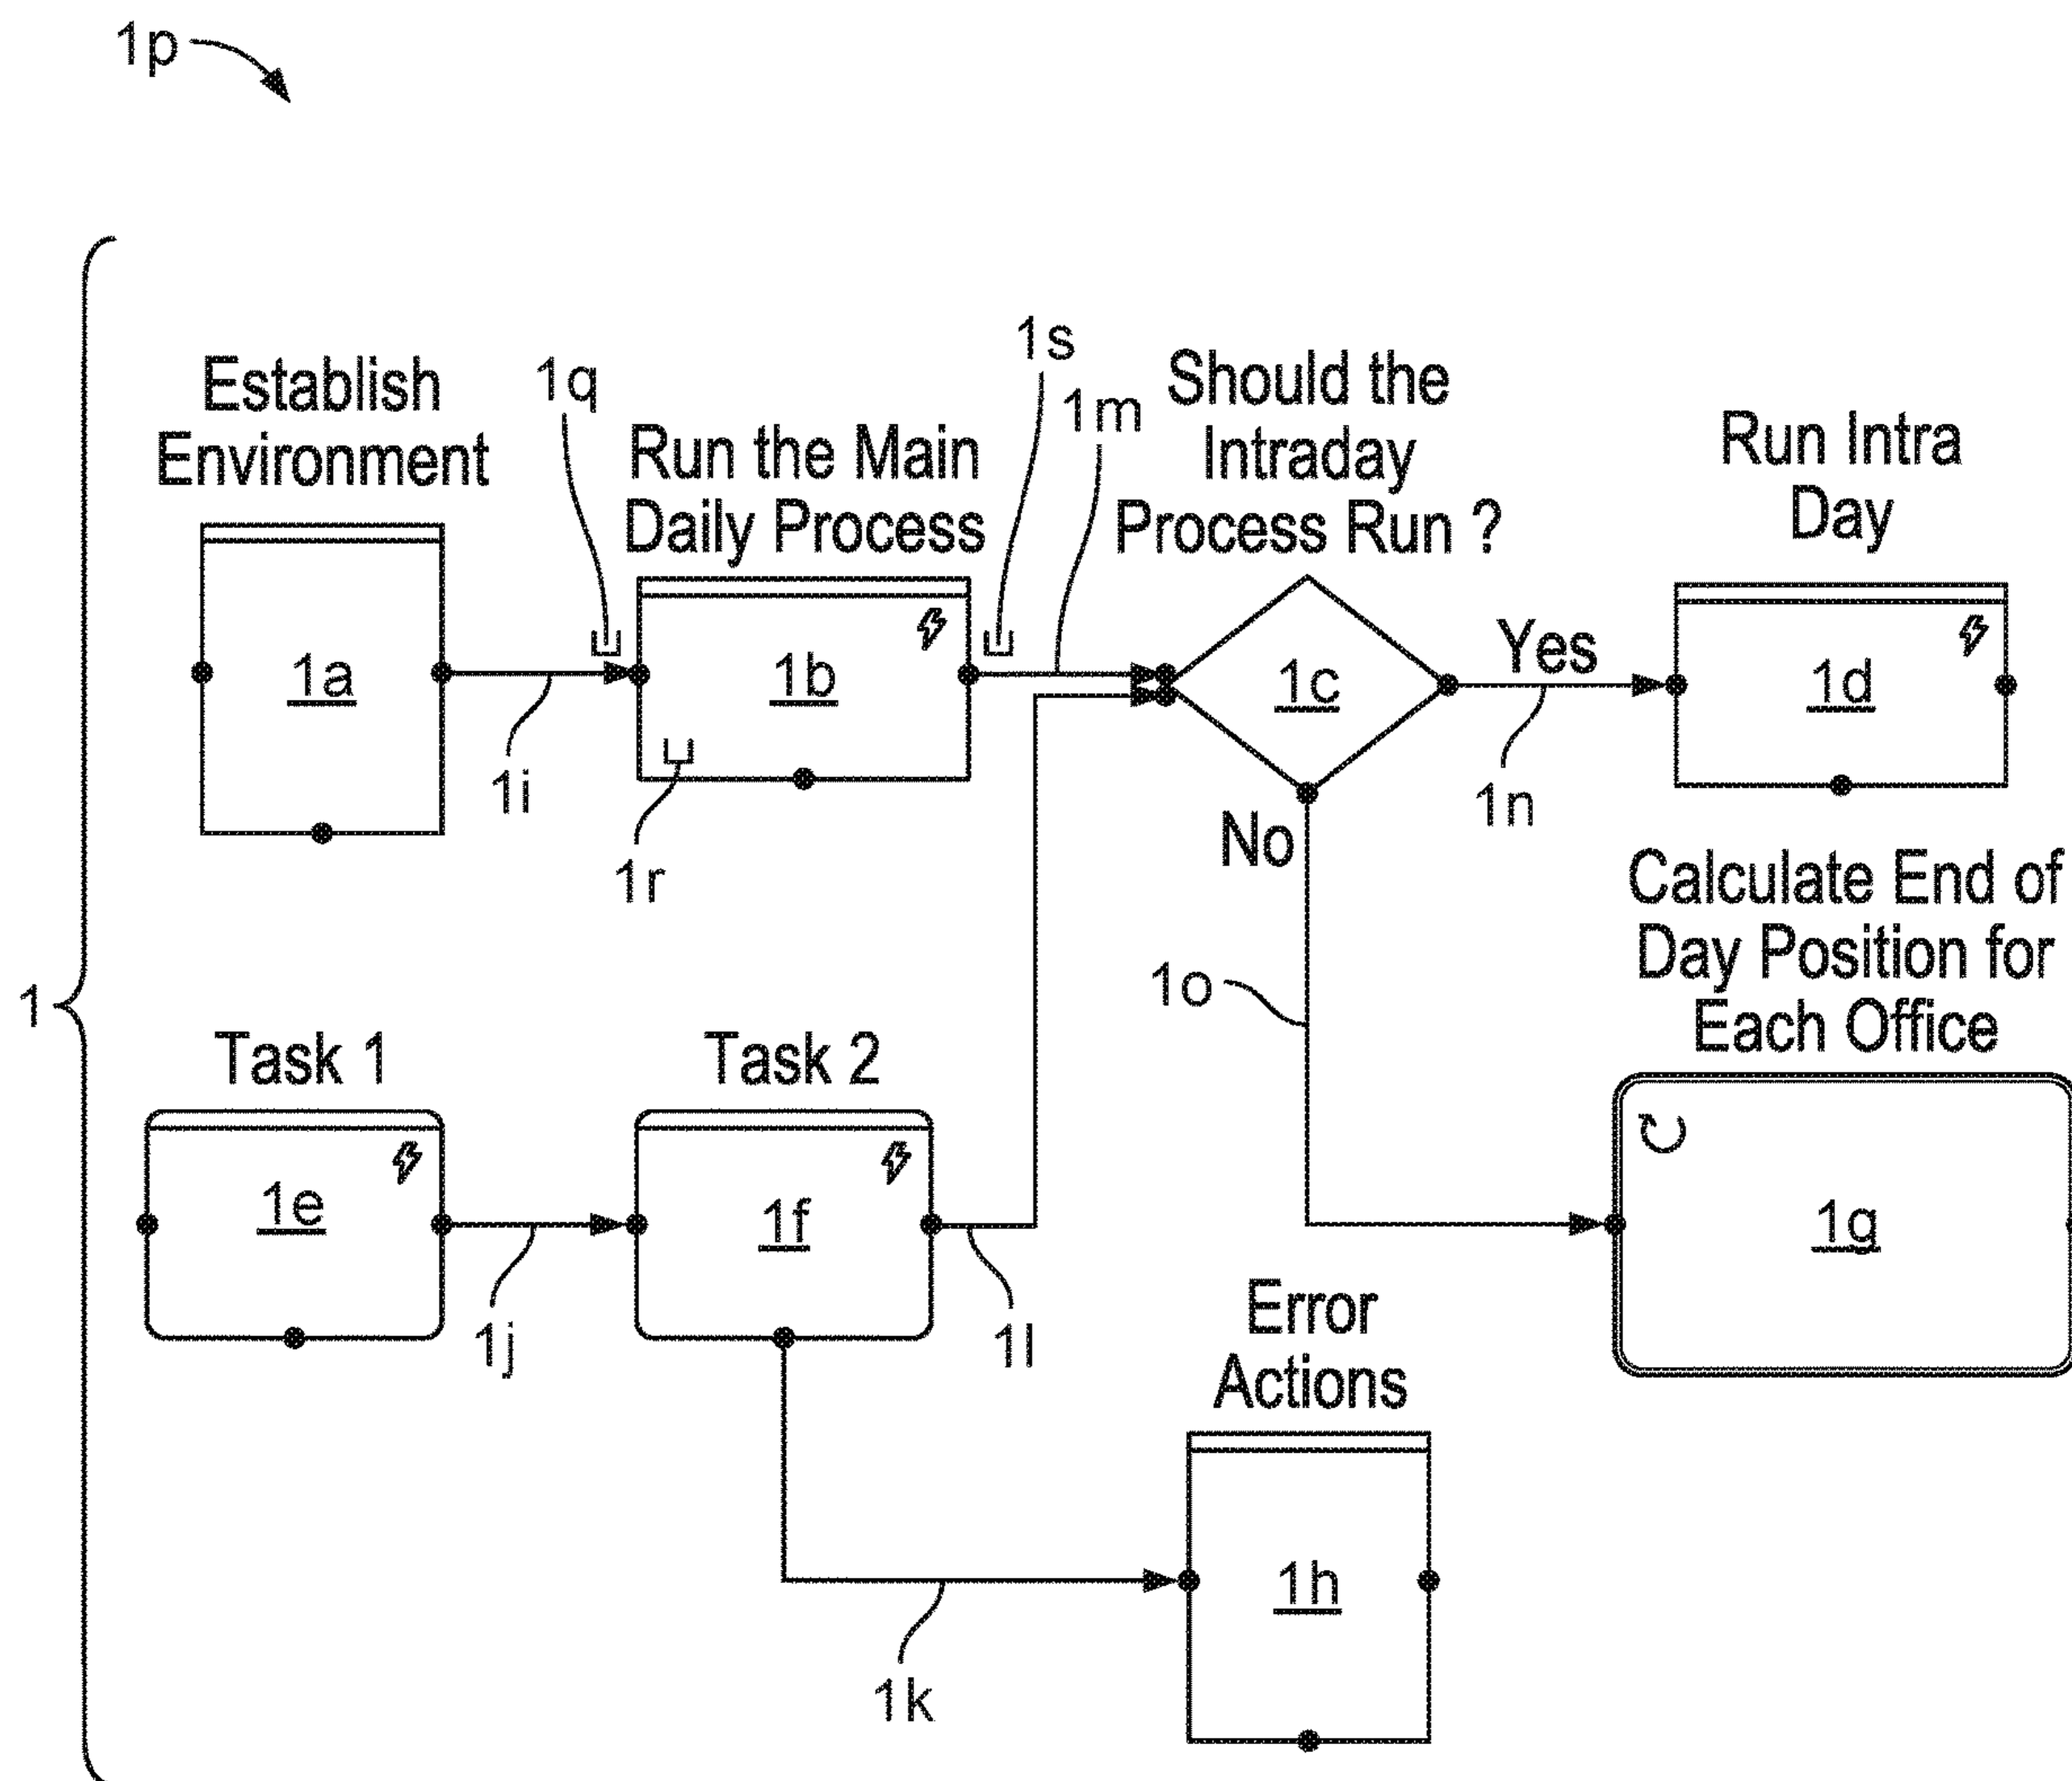 1p
1
Establish
Environment
1a
1q
1i
Run the Main
Daily Process
1b
1r
1s
1m
Should the
Intraday
Process Run ?
1c
Yes
1n
Run Intra
Day
1d
No
1o
Calculate End of
Day Position for
Each Office
1g
Task 1
1e
1j
Task 2
1f
1l
1k
Error
Actions
1h